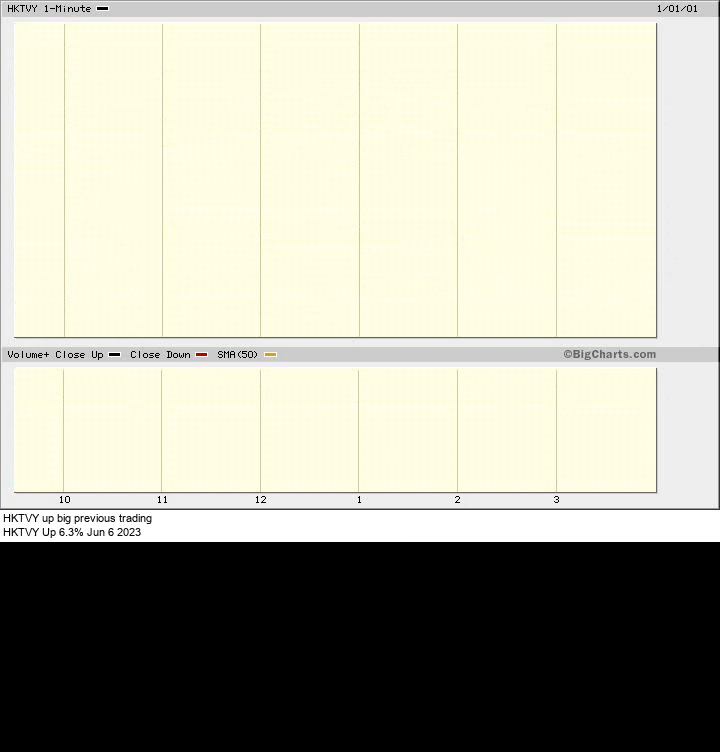 HKTVY 1-Minute 1/01/01
Volume+ Close Up Close Down SMA(50) ©BigCharts.com
10 11 12 1 2 3
HKTVY up big previous trading
HKTVY Up 6.3% Jun 6 2023